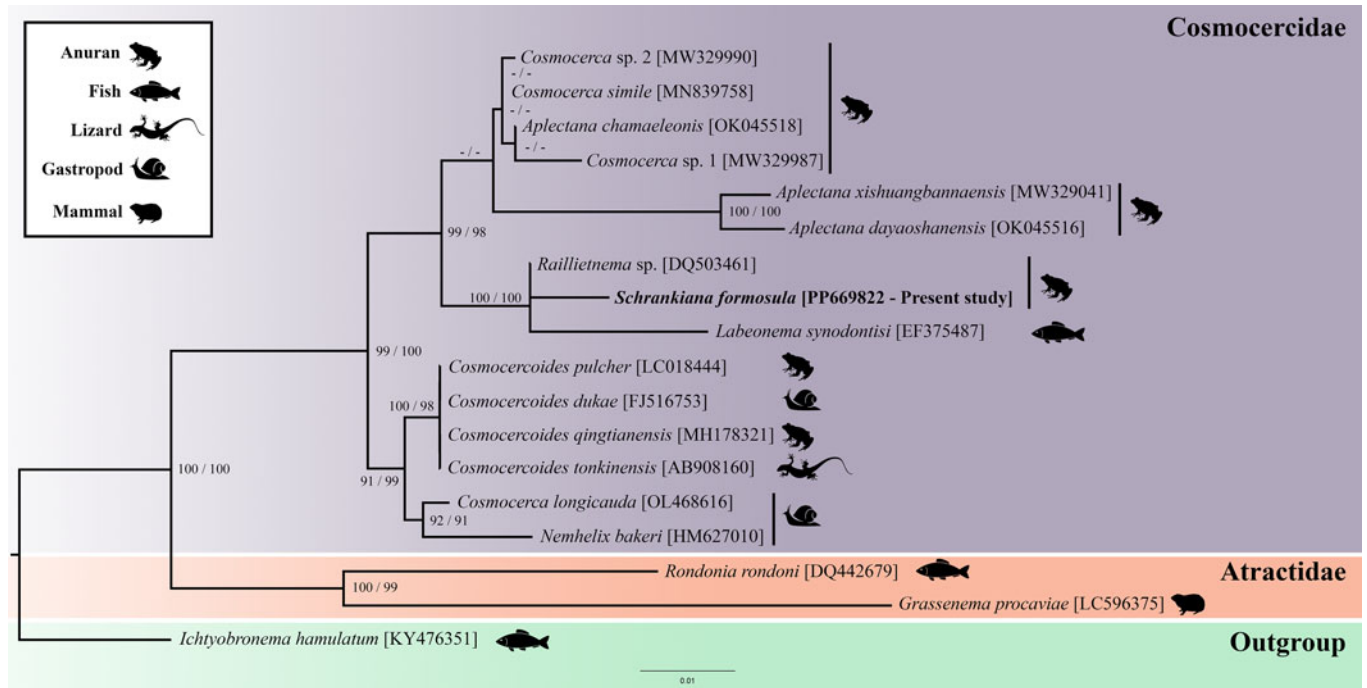 Cosmocercidae
Anuran
Fish
Lizard
Gastropod
Mammal
Cosmocerca sp. 2 [MW329990]
- / -
Cosmocerca simile [MN839758]
- / -
Aplectana chamaeleonis [OK045518]
- / -
- / -
Cosmocerca sp. 1 [MW329987]
Aplectana xishuangbannaensis [MW329041]
100 / 100
Aplectana dayaoshanensis [OK045516]
99 / 98
Raillietnema sp. [DQ503461]
100 / 100
Schrankiana formosula [PP669822 - Present study]
Labeonema synodontisi [EF375487]
99 / 100
Cosmocercoides pulcher [LC018444]
100 / 98
Cosmocercoides dukae [FJ516753]
Cosmocercoides qingtianensis [MH178321]
Cosmocercoides tonkinensis [AB908160]
100 / 100
91 / 99
Cosmocerca longicauda [OL468616]
92 / 91
Nemhelix bakeri [HM627010]
Rondonia rondoni [DQ442679]
Atractidae
100 / 99
Grassenema procaviae [LC596375]
Ichtyobronema hamulatum [KY476351]
Outgroup
0.01